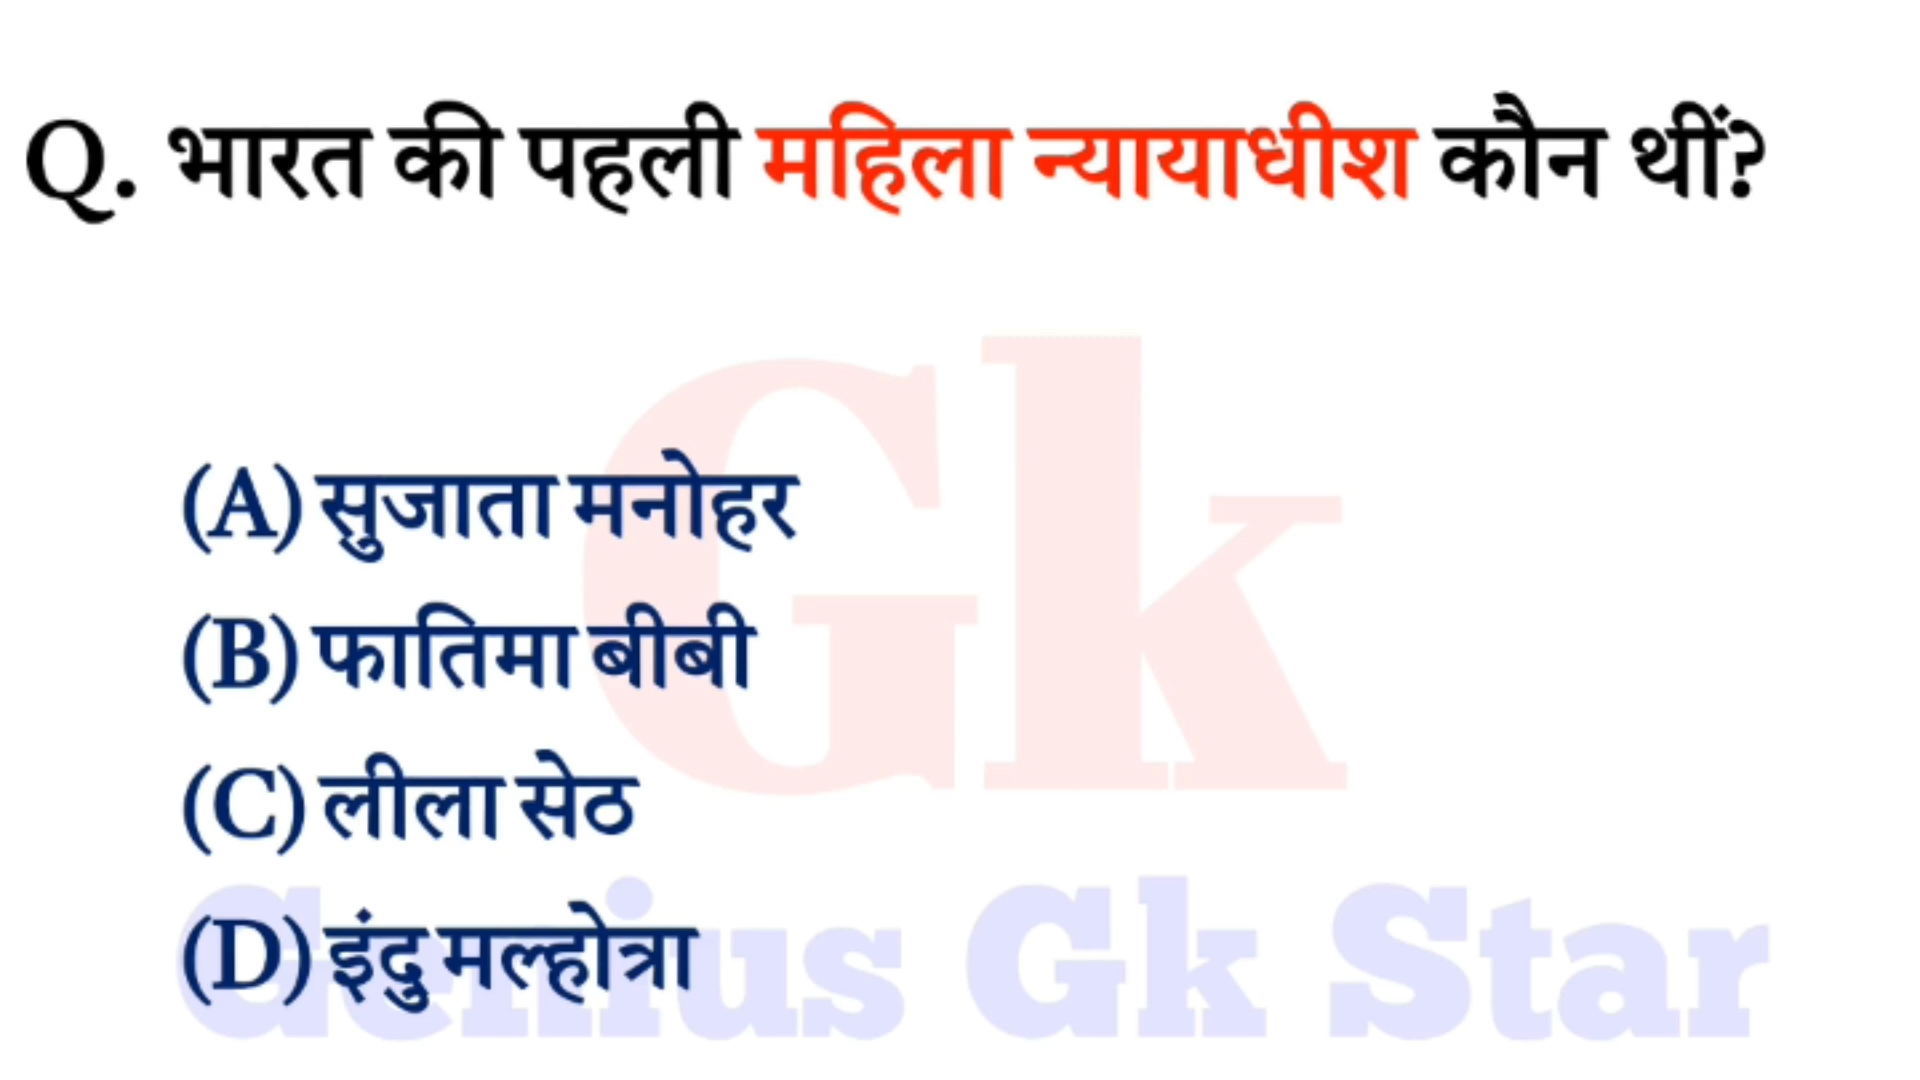 Q. भारत की पहली महिला न्यायाधीश कौन थीं?
Gk
(A) सुजाता मनोहर
(B) फातिमा बीबी
(C) लीला सेठ
(D) इंदु मल्होत्रा
Genius Gk Star